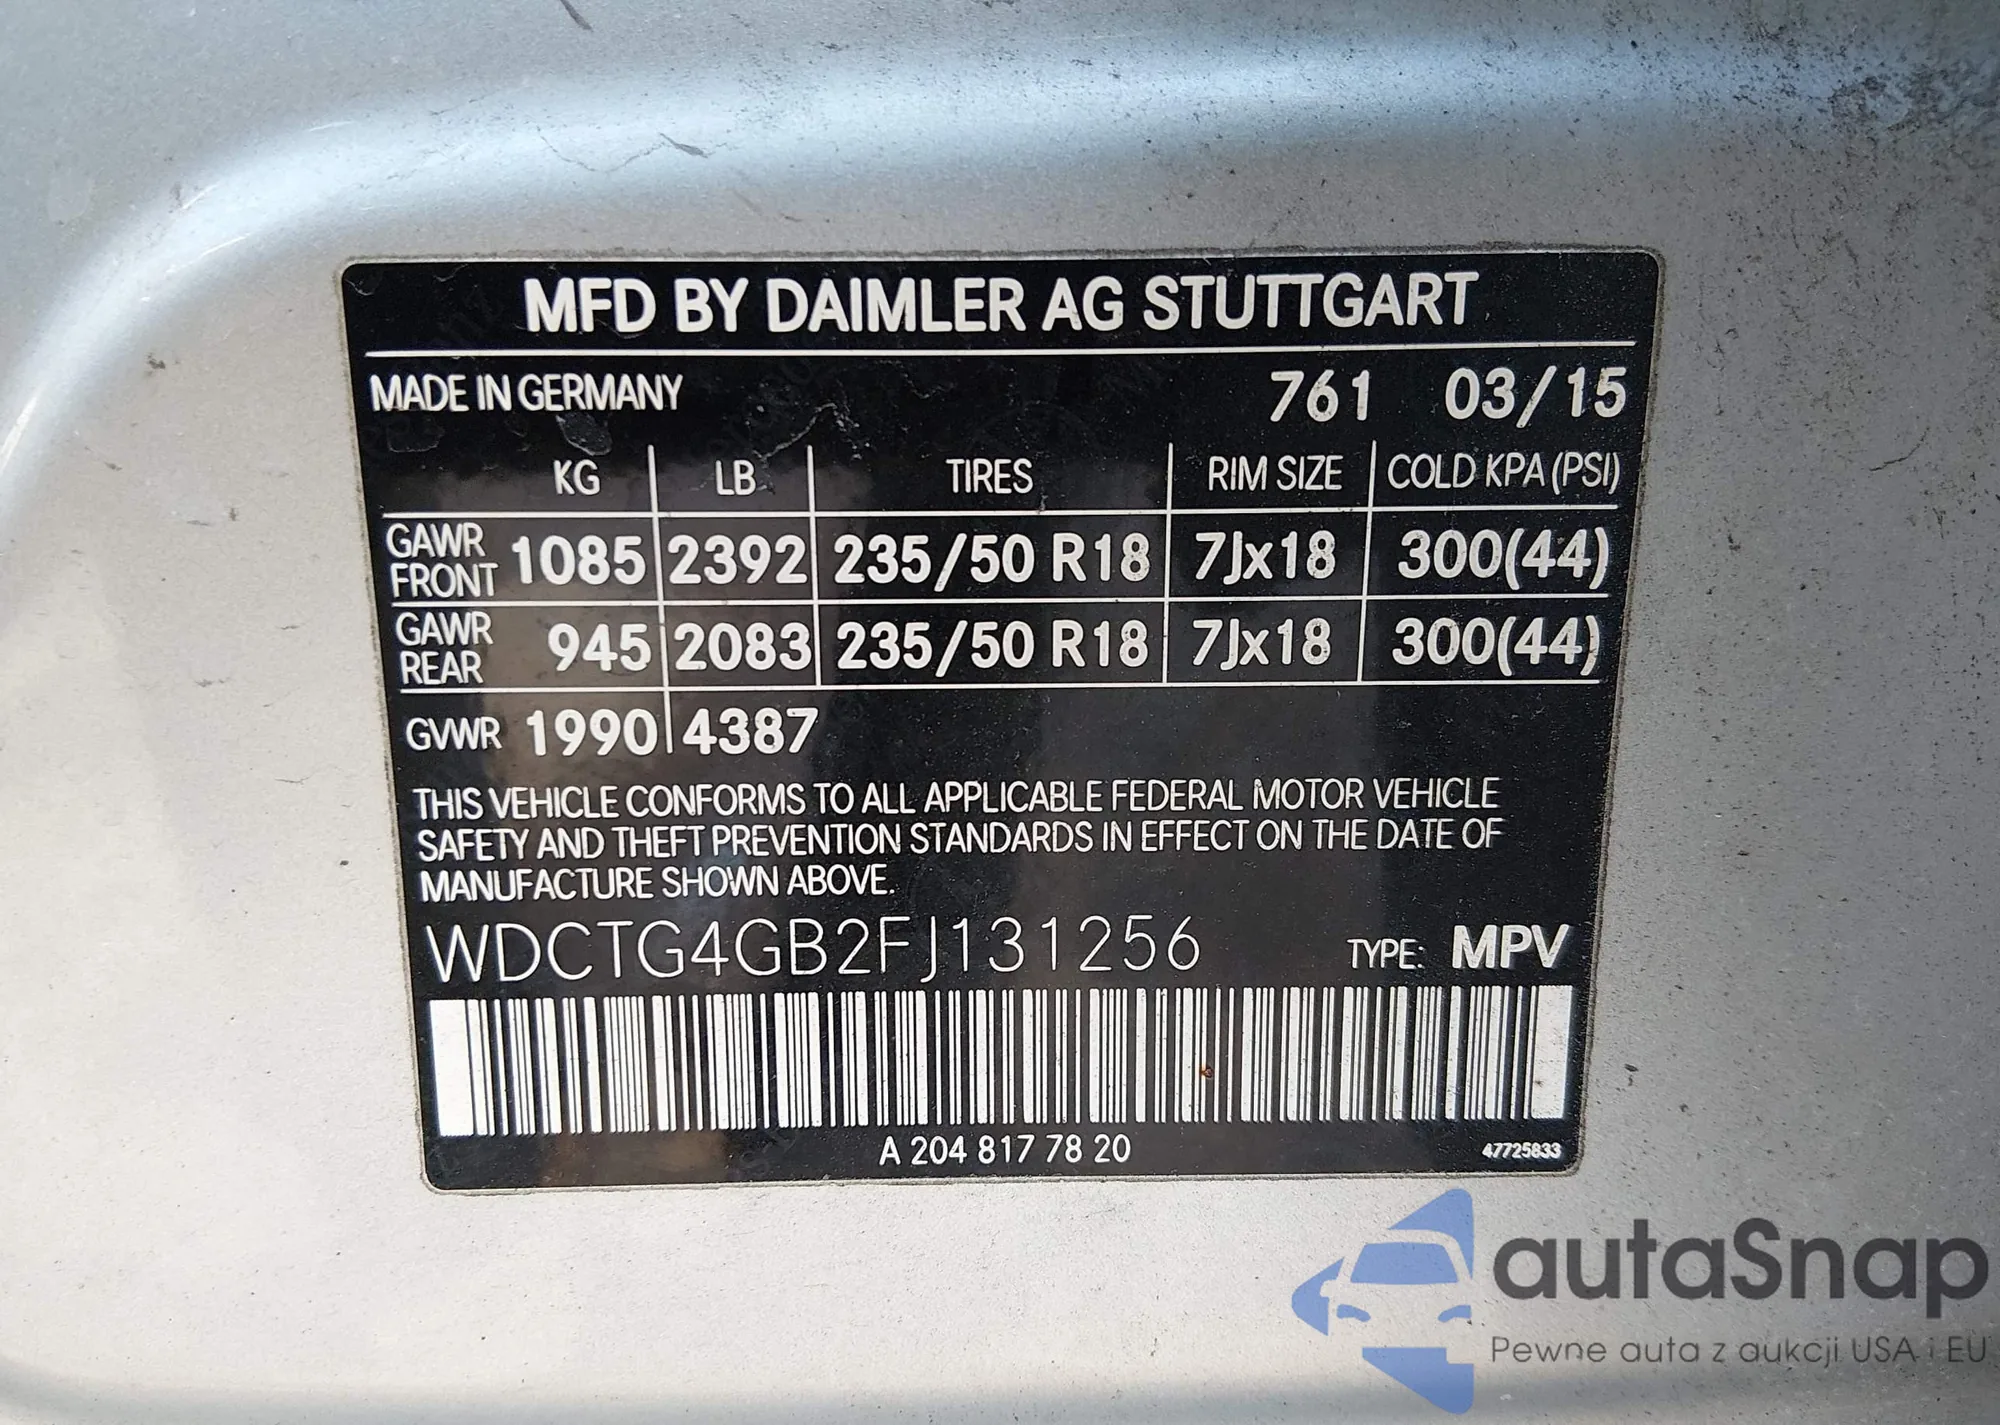 MFD BY DAIMLER AG STUTTGART
MADE IN GERMANY 761 03/15
KG LB TIRES RIM SIZE COLD KPA (PSI)
GAWR FRONT 1085 2392 235/50 R18 7Jx18 300(44)
GAWR REAR 945 2083 235/50 R18 7Jx18 300(44)
GVWR 1990 4387
THIS VEHICLE CONFORMS TO ALL APPLICABLE FEDERAL MOTOR VEHICLE
SAFETY AND THEFT PREVENTION STANDARDS IN EFFECT ON THE DATE OF
MANUFACTURE SHOWN ABOVE.
WDCTG4GB2FJ131256 TYPE: MPV
A 204 817 78 20 47725833
autaSnap
Pewne auta z aukcji USA i EU